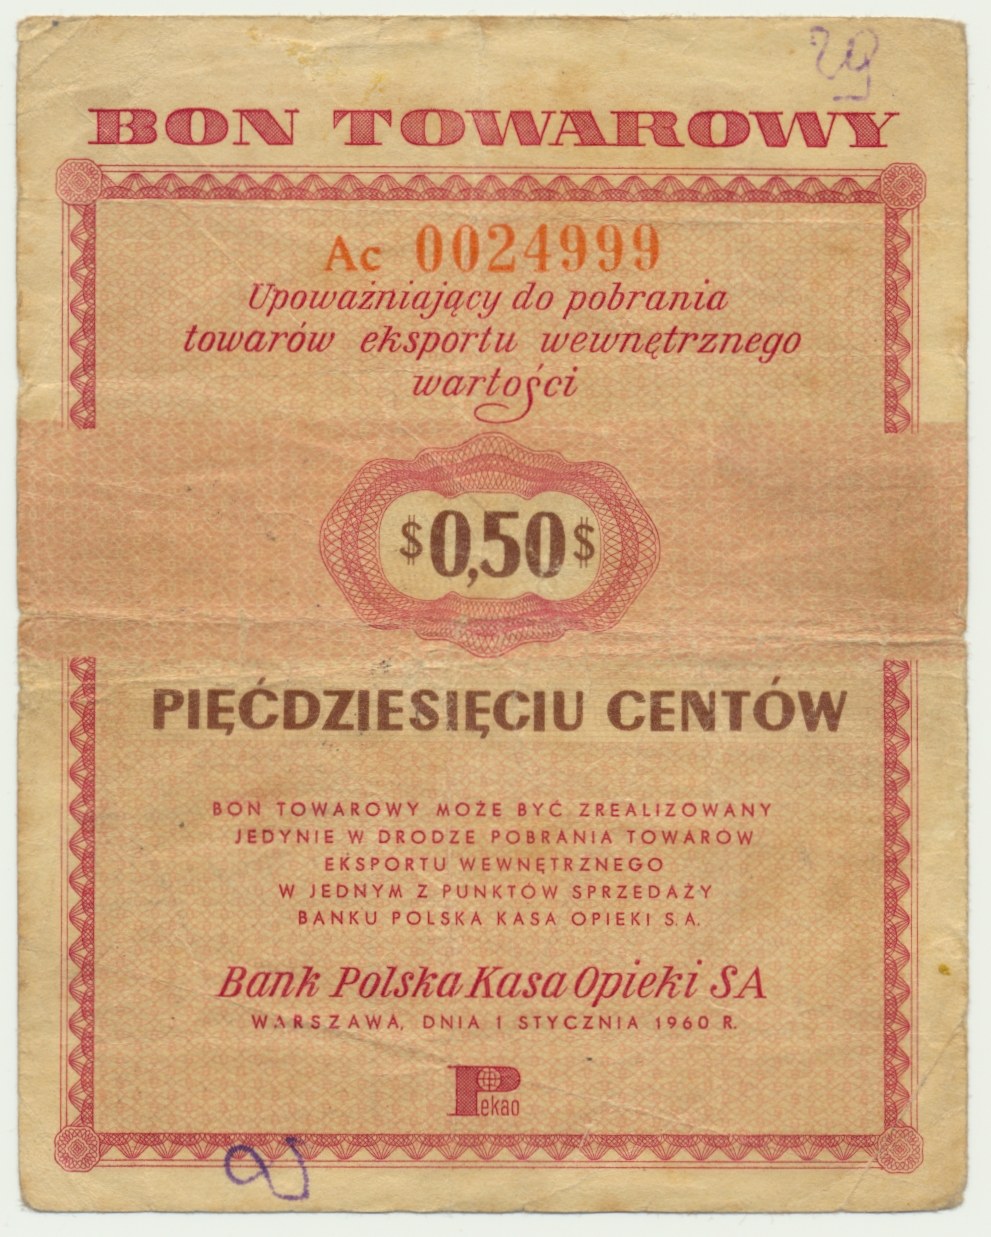 BON TOWAROWY
Ac 0024999
Upoważniający do pobrania
towarów eksportu wewnętrznego
wartości
$0,50$
PIĘĆDZIESIĘCIU CENTÓW
BON TOWAROWY MOŻE BYĆ ZREALIZOWANY
JEDYNIE W DRODZE POBRANIA TOWARÓW
EKSPORTU WEWNĘTRZNEGO
W JEDNYM Z PUNKTÓW SPRZEDAŻY
BANKU POLSKA KASA OPIEKI S.A.
Bank Polska Kasa Opieki SA
WARSZAWA, DNIA 1 STYCZNIA 1960 R.
Pekao